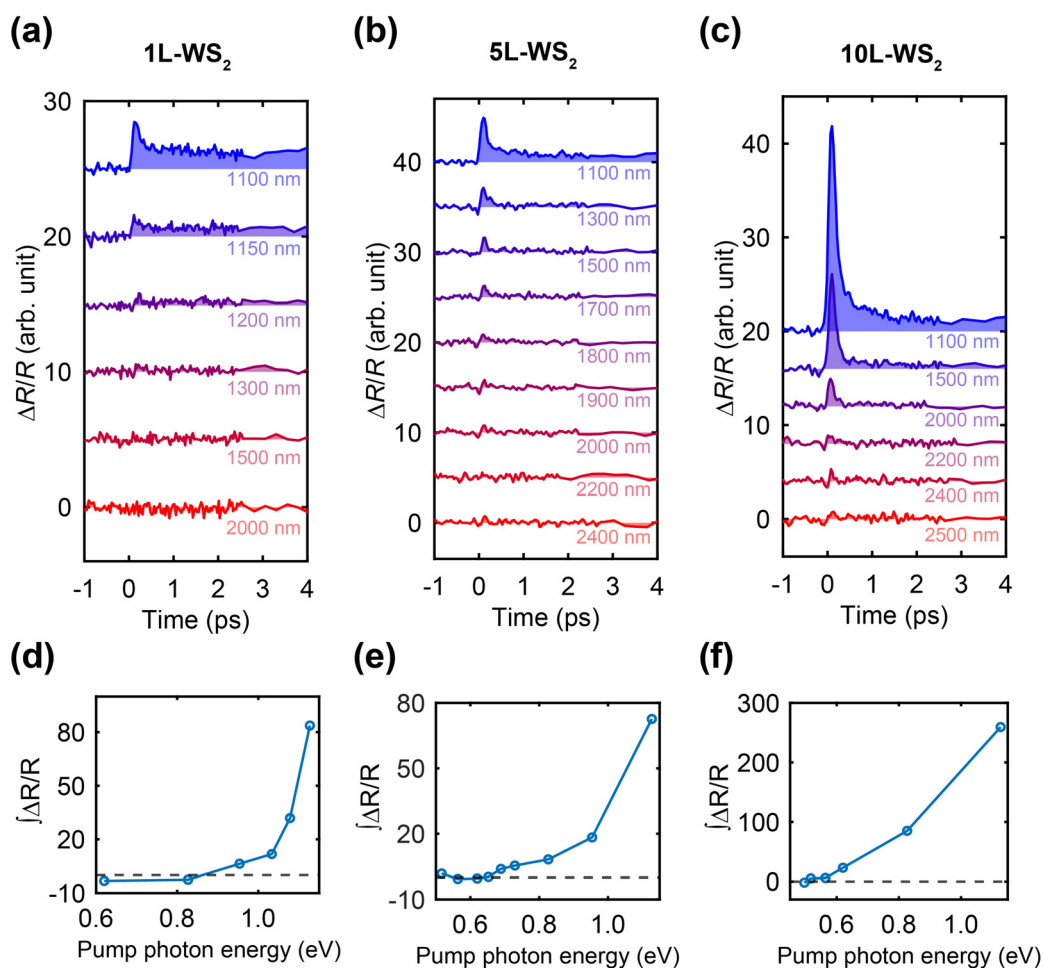 (a)
1L-WS2
30
20
10
0
ΔR/R (arb. unit)
1100 nm
1150 nm
1200 nm
1300 nm
1500 nm
2000 nm
-1 0 1 2 3 4
Time (ps)
(b)
5L-WS2
40
30
20
10
0
ΔR/R (arb. unit)
1100 nm
1300 nm
1500 nm
1700 nm
1800 nm
1900 nm
2000 nm
2200 nm
2400 nm
-1 0 1 2 3 4
Time (ps)
(c)
10L-WS2
40
30
20
10
0
ΔR/R (arb. unit)
1100 nm
1500 nm
2000 nm
2200 nm
2400 nm
2500 nm
-1 0 1 2 3 4
Time (ps)
(d)
80
50
20
-10
∫ΔR/R
0.6 0.8 1.0
Pump photon energy (eV)
(e)
80
50
20
-10
∫ΔR/R
0.6 0.8 1.0
Pump photon energy (eV)
(f)
300
200
100
0
∫ΔR/R
0.6 0.8 1.0
Pump photon energy (eV)